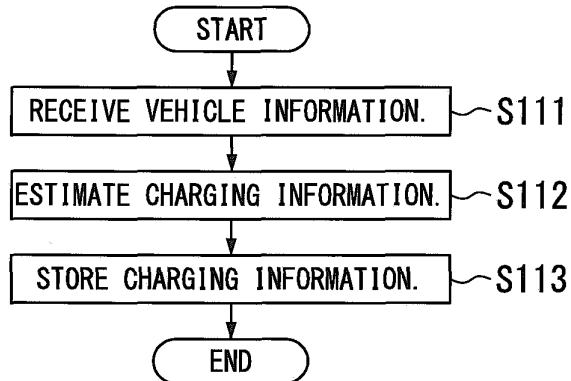 START
RECEIVE VEHICLE INFORMATION. S111
ESTIMATE CHARGING INFORMATION. S112
STORE CHARGING INFORMATION. S113
END